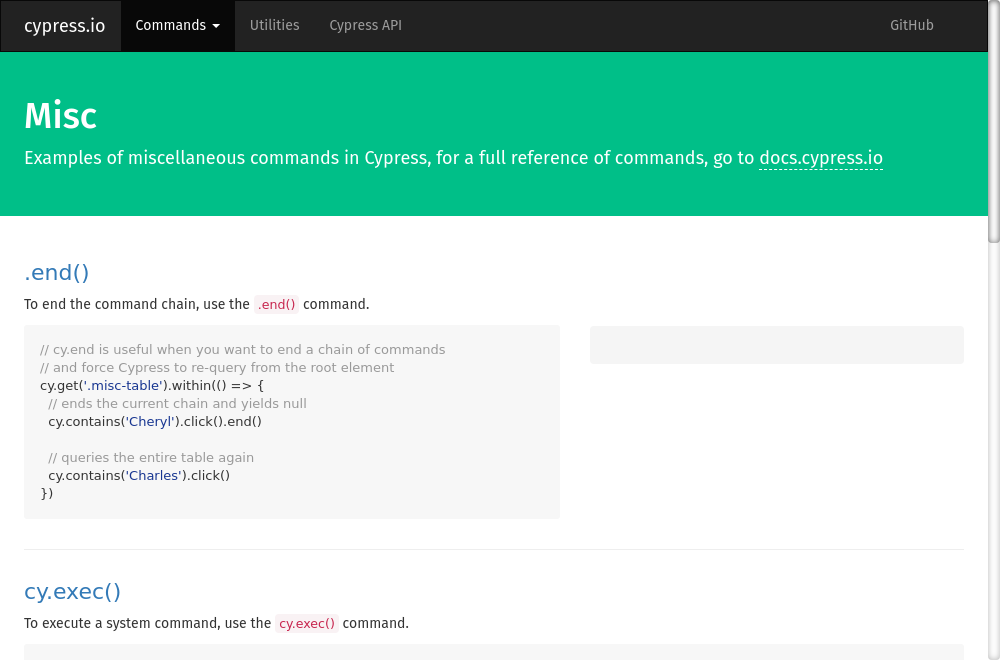 cypress.io Commands Utilities Cypress API GitHub
Misc
Examples of miscellaneous commands in Cypress, for a full reference of commands, go to docs.cypress.io
.end()
To end the command chain, use the .end() command.
// cy.end is useful when you want to end a chain of commands
// and force Cypress to re-query from the root element
cy.get('.misc-table').within(() => {
  // ends the current chain and yields null
  cy.contains('Cheryl').click().end()
  // queries the entire table again
  cy.contains('Charles').click()
})
cy.exec()
To execute a system command, use the cy.exec() command.